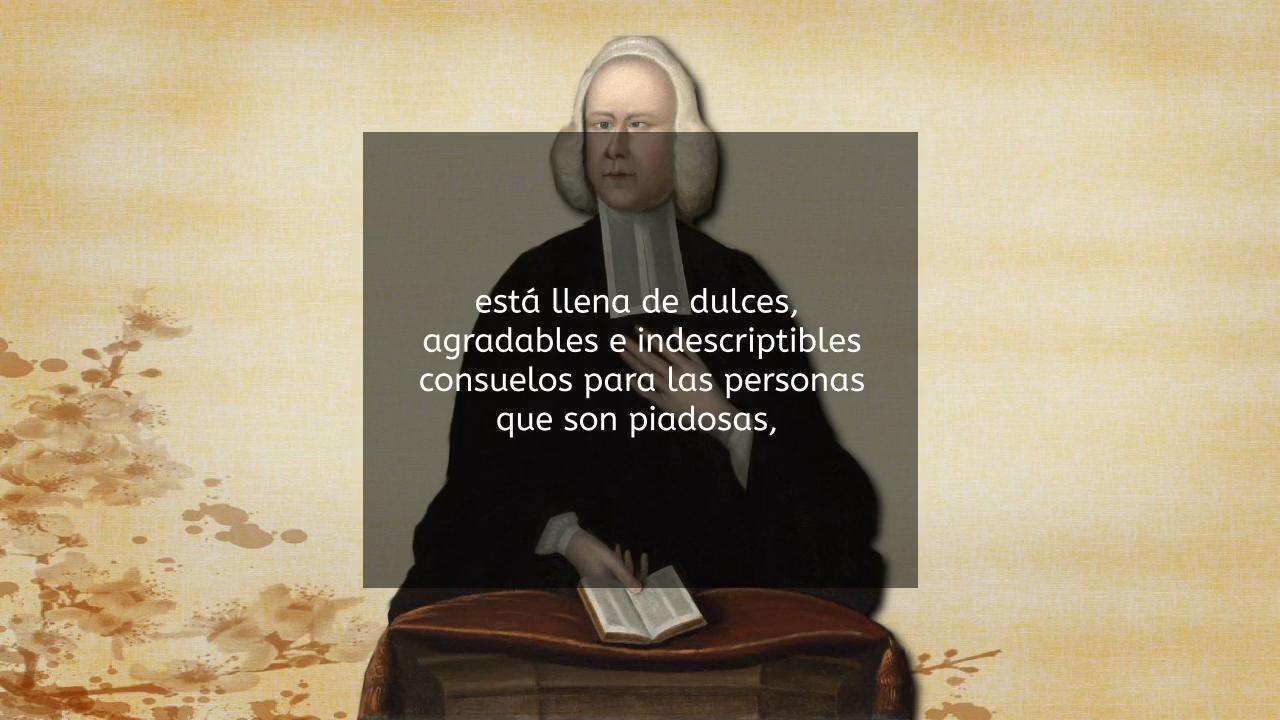 está llena de dulces,
agradables e indescriptibles
consuelos para las personas
que son piadosas,